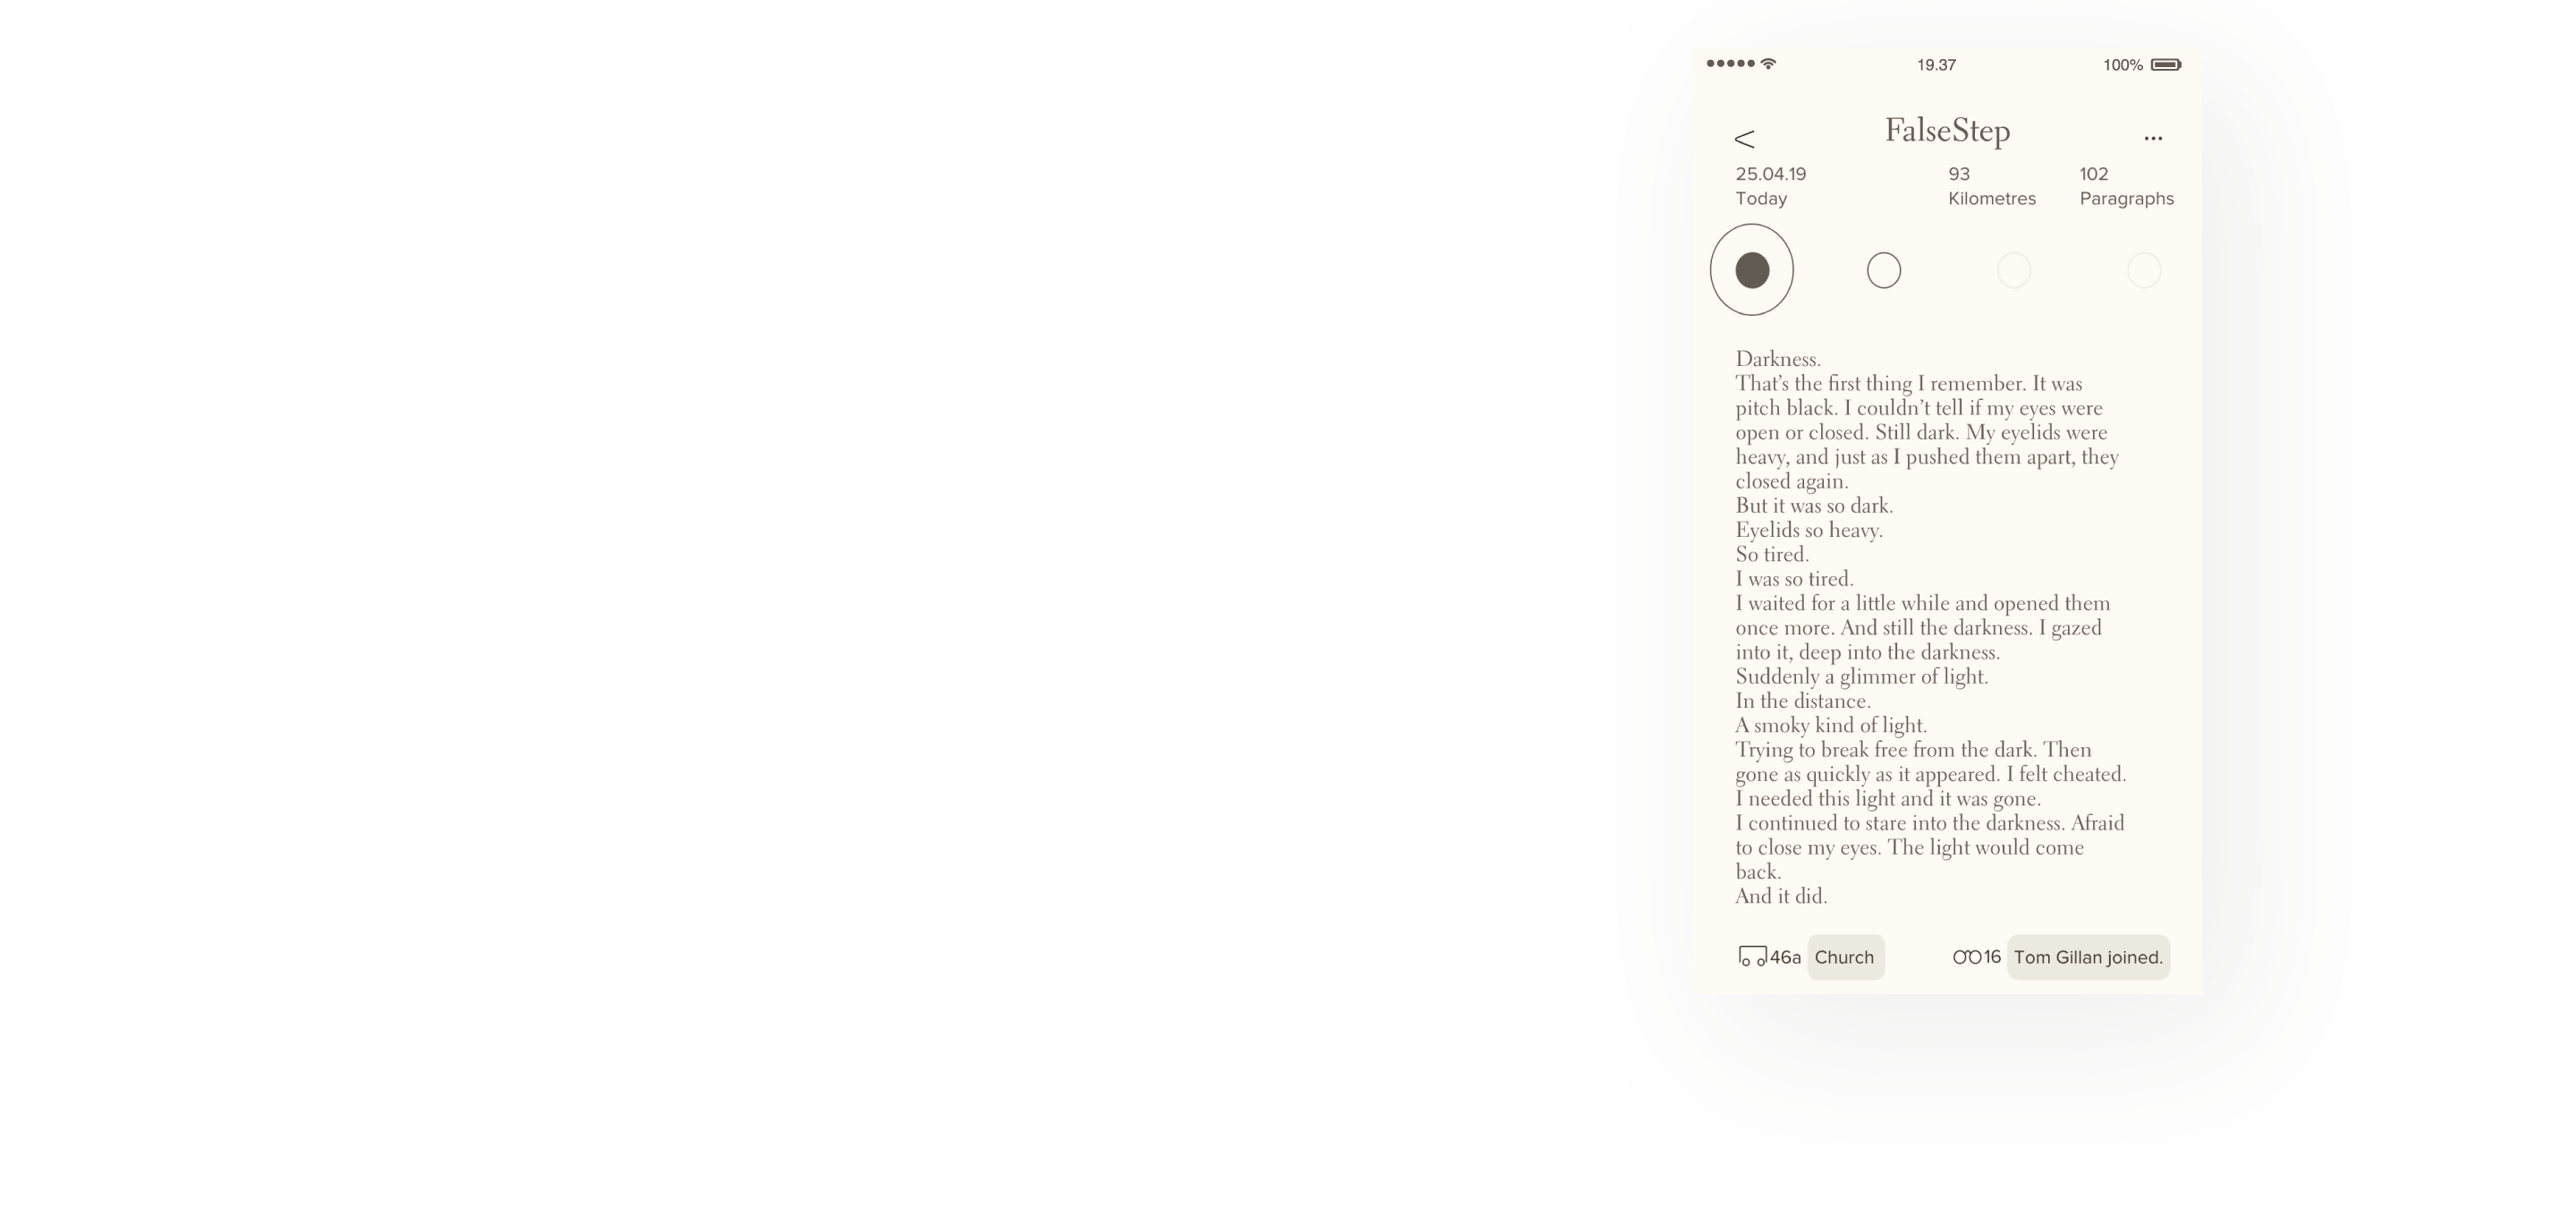 19.37
100%
<
FalseStep
...
25.04.19
Today
93
Kilometres
102
Paragraphs
Darkness.
That’s the first thing I remember. It was
pitch black. I couldn’t tell if my eyes were
open or closed. Still dark. My eyelids were
heavy, and just as I pushed them apart, they
closed again.
But it was so dark.
Eyelids so heavy.
So tired.
I was so tired.
I waited for a little while and opened them
once more. And still the darkness. I gazed
into it, deep into the darkness.
Suddenly a glimmer of light.
In the distance.
A smoky kind of light.
Trying to break free from the dark. Then
gone as quickly as it appeared. I felt cheated.
I needed this light and it was gone.
I continued to stare into the darkness. Afraid
to close my eyes. The light would come
back.
And it did.
46a
Church
16
Tom Gillan joined.